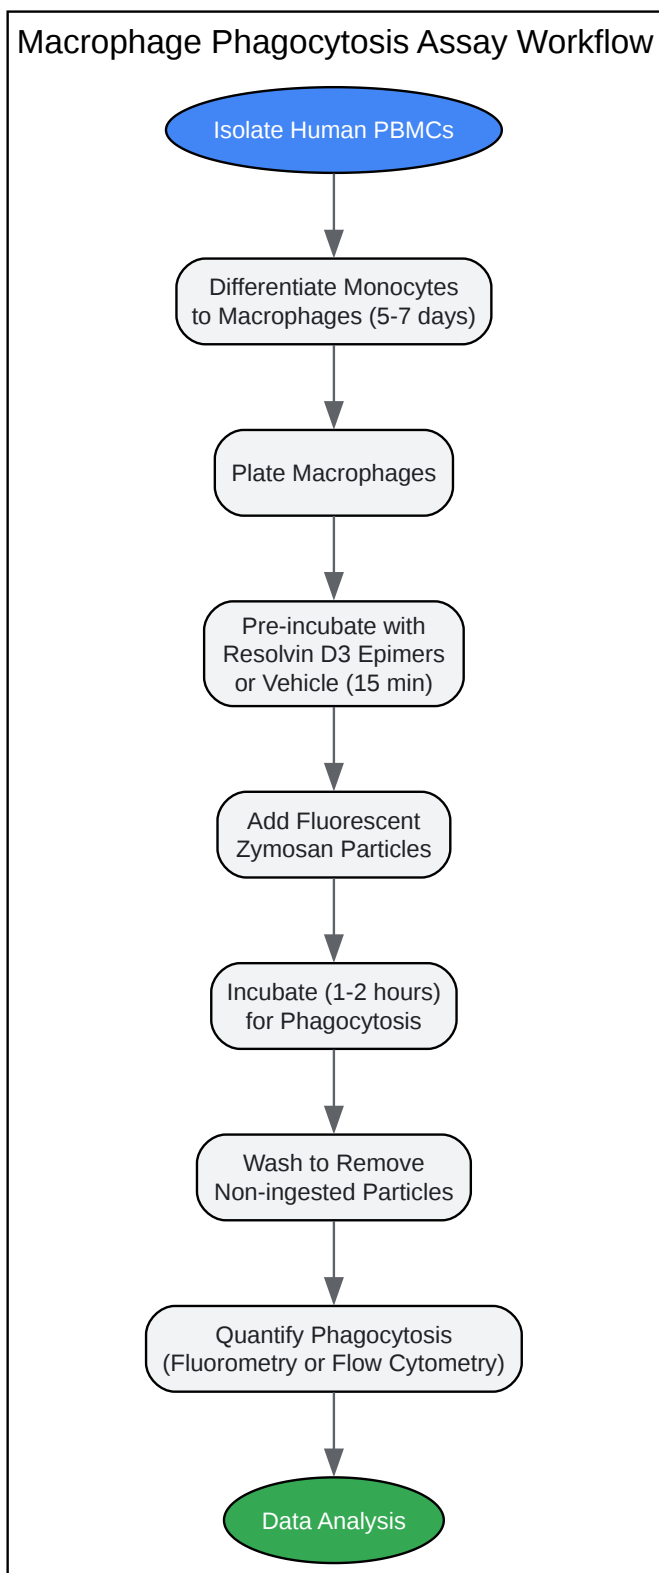 Macrophage Phagocytosis Assay Workflow
Isolate Human PBMCs
Differentiate Monocytes
to Macrophages (5-7 days)
Plate Macrophages
Pre-incubate with
Resolvin D3 Epimers
or Vehicle (15 min)
Add Fluorescent
Zymosan Particles
Incubate (1-2 hours)
for Phagocytosis
Wash to Remove
Non-ingested Particles
Quantify Phagocytosis
(Fluorometry or Flow Cytometry)
Data Analysis